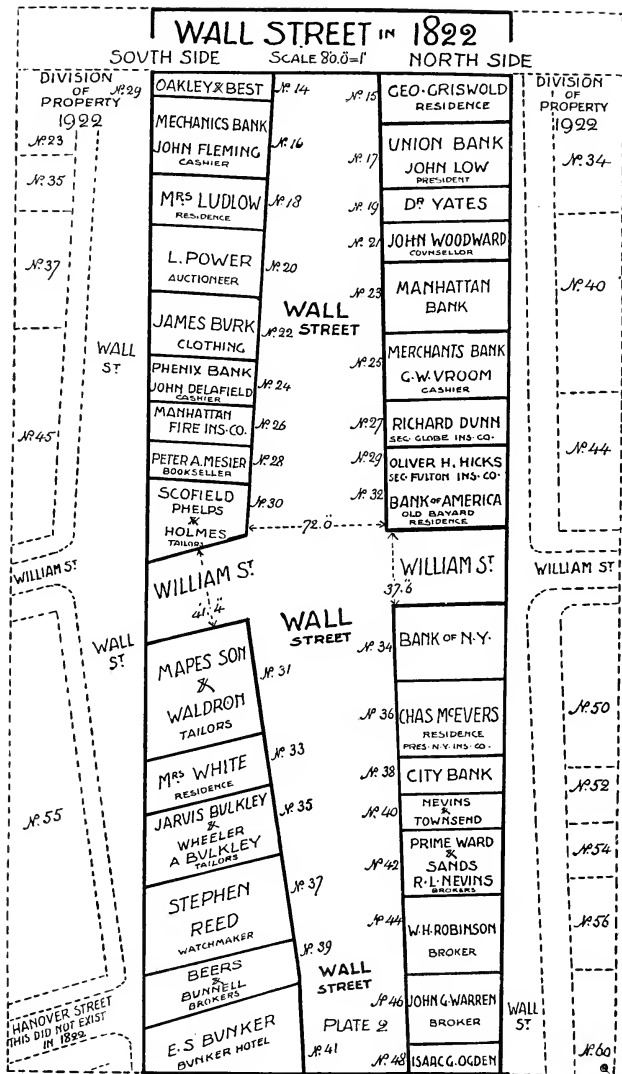 WALL STREET IN 1822
SOUTH SIDE SCALE 80.0=1' NORTH SIDE
DIVISION
OF
PROPERTY
1922
No. 29
No. 23
No. 35
No. 37
No. 45
WALL
ST
WILLIAM ST
WALL
ST
No. 55
HANOVER STREET
THIS DID NOT EXIST
IN 1822
OAKLEY & BEST
No. 14
MECHANICS BANK
JOHN FLEMING
CASHIER
No. 16
MRS LUDLOW
RESIDENCE
No. 18
L. POWER
AUCTIONEER
No. 20
JAMES BURK
CLOTHING
No. 22
PHENIX BANK
JOHN DELAFIELD
CASHIER
No. 24
MANHATTAN
FIRE INS. CO.
No. 26
PETER A. MESIER
BOOKSELLER
No. 28
SCOFIELD
PHELPS
&
HOLMES
TAILORS
No. 30
WILLIAM ST
41.4"
MAPES SON
&
WALDRON
TAILORS
No. 31
MRS WHITE
RESIDENCE
No. 33
JARVIS BULKLEY
&
WHEELER
A BULKLEY
TAILORS
No. 35
STEPHEN
REED
WATCHMAKER
No. 37
BEERS
&
BUNNELL
BROKERS
No. 39
E. S BUNKER
BUNKER HOTEL
No. 41
WALL
STREET
72.0"
WALL
STREET
WALL
STREET
PLATE 2
No. 15
GEO. GRISWOLD
RESIDENCE
No. 17
UNION BANK
JOHN LOW
PRESIDENT
No. 19
DR YATES
No. 21
JOHN WOODWARD
COUNSELLOR
No. 23
MANHATTAN
BANK
No. 25
MERCHANTS BANK
G. W. VROOM
CASHIER
No. 27
RICHARD DUNN
SEC. GLOBE INS. CO.
No. 29
OLIVER H. HICKS
SEC. FULTON INS. CO.
No. 32
BANK OF AMERICA
OLD BAYARD
RESIDENCE
WILLIAM ST
37.6"
No. 34
BANK OF N.Y.
No. 36
CHAS McEVERS
RESIDENCE
PRES. N.Y. INS. CO.
No. 38
CITY BANK
No. 40
NEVINS
&
TOWNSEND
No. 42
PRIME WARD
&
SANDS
R. L. NEVINS
BROKERS
No. 44
W. H. ROBINSON
BROKER
No. 46
JOHN G. WARREN
BROKER
No. 48
ISAAC G. OGDEN
DIVISION
OF
PROPERTY
1922
No. 34
No. 40
No. 44
WILLIAM ST
No. 50
No. 52
No. 54
No. 56
WALL
ST
No. 60